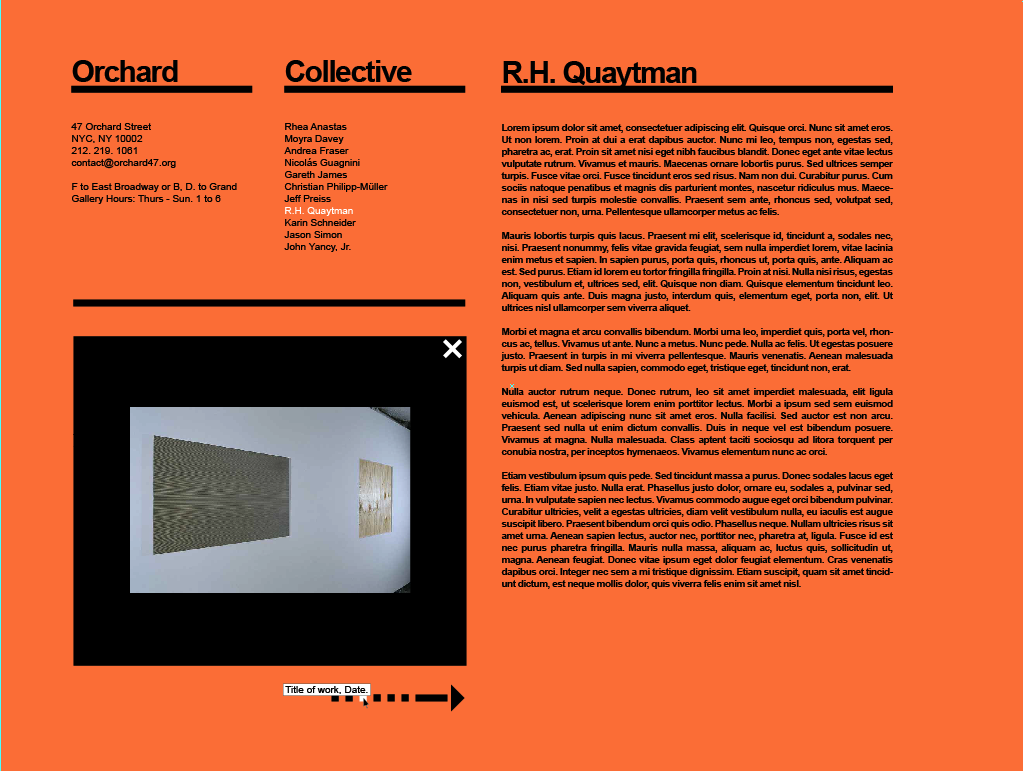 Orchard
47 Orchard Street
NYC, NY 10002
212. 219. 1061
contact@orchard47.org
F to East Broadway or B, D. to Grand
Gallery Hours: Thurs - Sun. 1 to 6
Collective
Rhea Anastas
Moyra Davey
Andrea Fraser
Nicolás Guagnini
Gareth James
Christian Philipp-Müller
Jeff Preiss
R.H. Quaytman
Karin Schneider
Jason Simon
John Yancy, Jr.
Title of work, Date.
R.H. Quaytman
Lorem ipsum dolor sit amet, consectetuer adipiscing elit. Quisque orci. Nunc sit amet eros.
Ut non lorem. Proin at dui a erat dapibus auctor. Nunc mi leo, tempus non, egestas sed,
pharetra ac, erat. Proin sit amet nisi eget nibh faucibus blandit. Donec eget ante vitae lectus
vulputate rutrum. Vivamus et mauris. Maecenas ornare lobortis purus. Sed ultrices semper
turpis. Fusce vitae orci. Fusce tincidunt eros sed risus. Nam non dui. Curabitur purus. Cum
sociis natoque penatibus et magnis dis parturient montes, nascetur ridiculus mus. Maece-
nas in nisi sed turpis molestie convallis. Praesent sem ante, rhoncus sed, volutpat sed,
consectetuer non, urna. Pellentesque ullamcorper metus ac felis.
Mauris lobortis turpis quis lacus. Praesent mi elit, scelerisque id, tincidunt a, sodales nec,
nisi. Praesent nonummy, felis vitae gravida feugiat, sem nulla imperdiet lorem, vitae lacinia
enim metus et sapien. In sapien purus, porta quis, rhoncus ut, porta quis, ante. Aliquam ac
est. Sed purus. Etiam id lorem eu tortor fringilla fringilla. Proin at nisi. Nulla nisi risus, egestas
non, vestibulum et, ultrices sed, elit. Quisque non diam. Quisque elementum tincidunt leo.
Aliquam quis ante. Duis magna justo, interdum quis, elementum eget, porta non, elit. Ut
ultrices nisl ullamcorper sem viverra aliquet.
Morbi et magna et arcu convallis bibendum. Morbi urna leo, imperdiet quis, porta vel, rhon-
cus ac, tellus. Vivamus ut ante. Nunc a metus. Nunc pede. Nulla ac felis. Ut egestas posuere
justo. Praesent in turpis in mi viverra pellentesque. Mauris venenatis. Aenean malesuada
turpis ut diam. Sed nulla sapien, commodo eget, tristique eget, tincidunt non, erat.
Nulla auctor rutrum neque. Donec rutrum, leo sit amet imperdiet malesuada, elit ligula
euismod est, ut scelerisque lorem enim porttitor lectus. Morbi a ipsum sed sem euismod
vehicula. Aenean adipiscing nunc sit amet eros. Nulla facilisi. Sed auctor est non arcu.
Praesent sed nulla ut enim dictum convallis. Duis in neque vel est bibendum posuere.
Vivamus at magna. Nulla malesuada. Class aptent taciti sociosqu ad litora torquent per
conubia nostra, per inceptos hymenaeos. Vivamus elementum nunc ac orci.
Etiam vestibulum ipsum quis pede. Sed tincidunt massa a purus. Donec sodales lacus eget
felis. Etiam vitae justo. Nulla erat. Phasellus justo dolor, ornare eu, sodales a, pulvinar sed,
urna. In vulputate sapien nec lectus. Vivamus commodo augue eget orci bibendum pulvinar.
Curabitur ultricies, velit a egestas ultricies, diam velit vestibulum nulla, eu iaculis est augue
suscipit libero. Praesent bibendum orci quis odio. Phasellus neque. Nullam ultricies risus sit
amet urna. Aenean sapien lectus, auctor nec, porttitor nec, pharetra at, ligula. Fusce id est
nec purus pharetra fringilla. Mauris nulla massa, aliquam ac, luctus quis, sollicitudin ut,
magna. Aenean feugiat. Donec vitae ipsum eget dolor feugiat elementum. Cras venenatis
dapibus orci. Integer nec sem a mi tristique dignissim. Etiam suscipit, quam sit amet tincid-
unt dictum, est neque mollis dolor, quis viverra felis enim sit amet nisl.